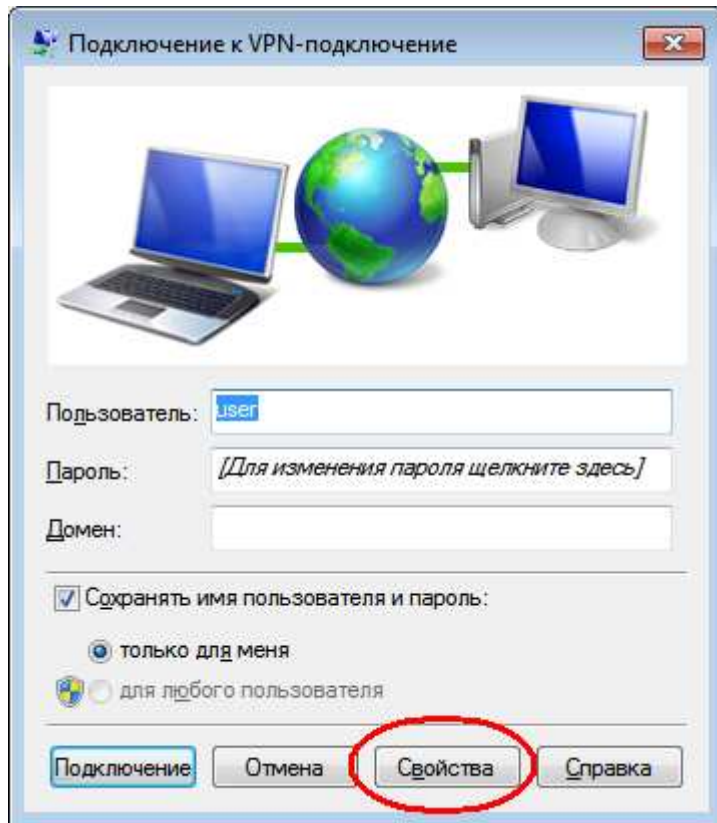 Подключение к VPN-подключение
Пользователь: user
Пароль: [Для изменения пароля щелкните здесь]
Домен:
Сохранять имя пользователя и пароль:
только для меня
для любого пользователя
Подключение Отмена Свойства Справка